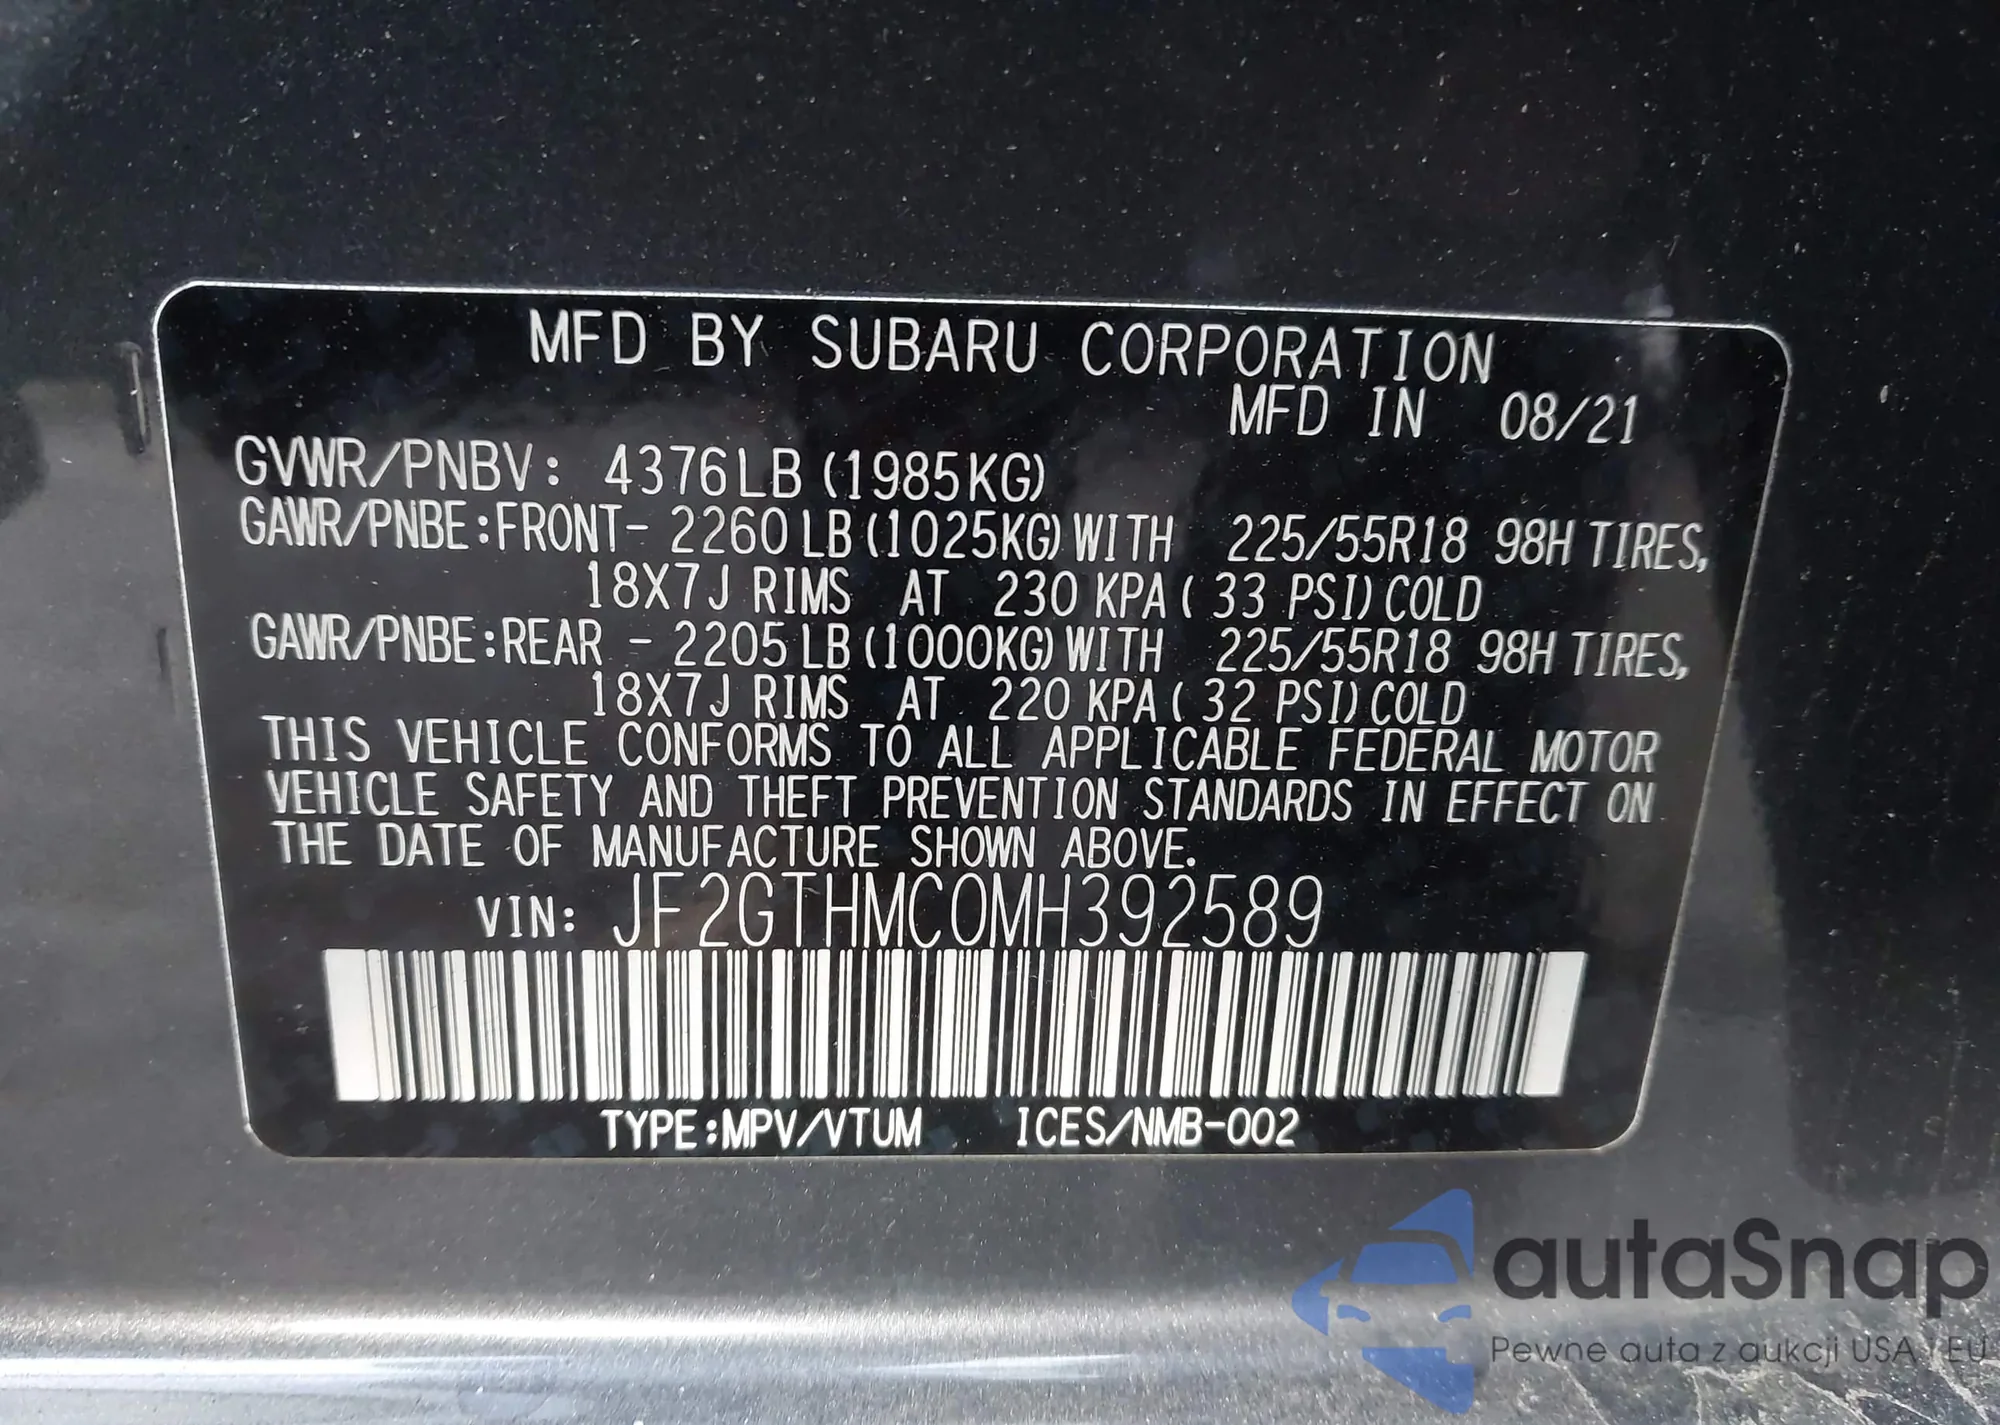 MFD BY SUBARU CORPORATION
MFD IN 08/21
GVWR/PNBV: 4376LB (1985KG)
GAWR/PNBE:FRONT- 2260 LB (1025KG) WITH 225/55R18 98H TIRES,
18X7J RIMS AT 230 KPA ( 33 PSI) COLD
GAWR/PNBE:REAR - 2205 LB (1000KG) WITH 225/55R18 98H TIRES,
18X7J RIMS AT 220 KPA ( 32 PSI) COLD
THIS VEHICLE CONFORMS TO ALL APPLICABLE FEDERAL MOTOR
VEHICLE SAFETY AND THEFT PREVENTION STANDARDS IN EFFECT ON
THE DATE OF MANUFACTURE SHOWN ABOVE.
VIN: JF2GTHMC0MH392589
TYPE:MPV/VTUM ICES/NMB-002
autaSnap
Pewne auta z aukcji USA i EU